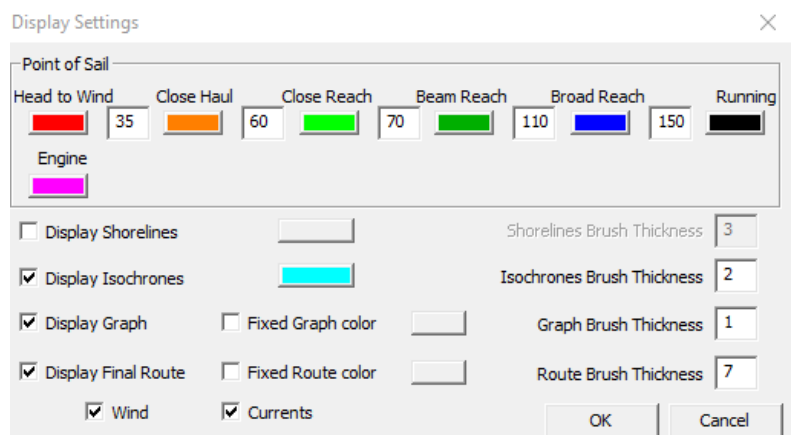 Display Settings
Point of Sail
Head to Wind Close Haul Close Reach Beam Reach Broad Reach Running
35 60 70 110 150
Engine
Display Shorelines Shorelines Brush Thickness 3
Display Isochrones Isochrones Brush Thickness 2
Display Graph Fixed Graph color Graph Brush Thickness 1
Display Final Route Fixed Route color Route Brush Thickness 7
Wind Currents OK Cancel